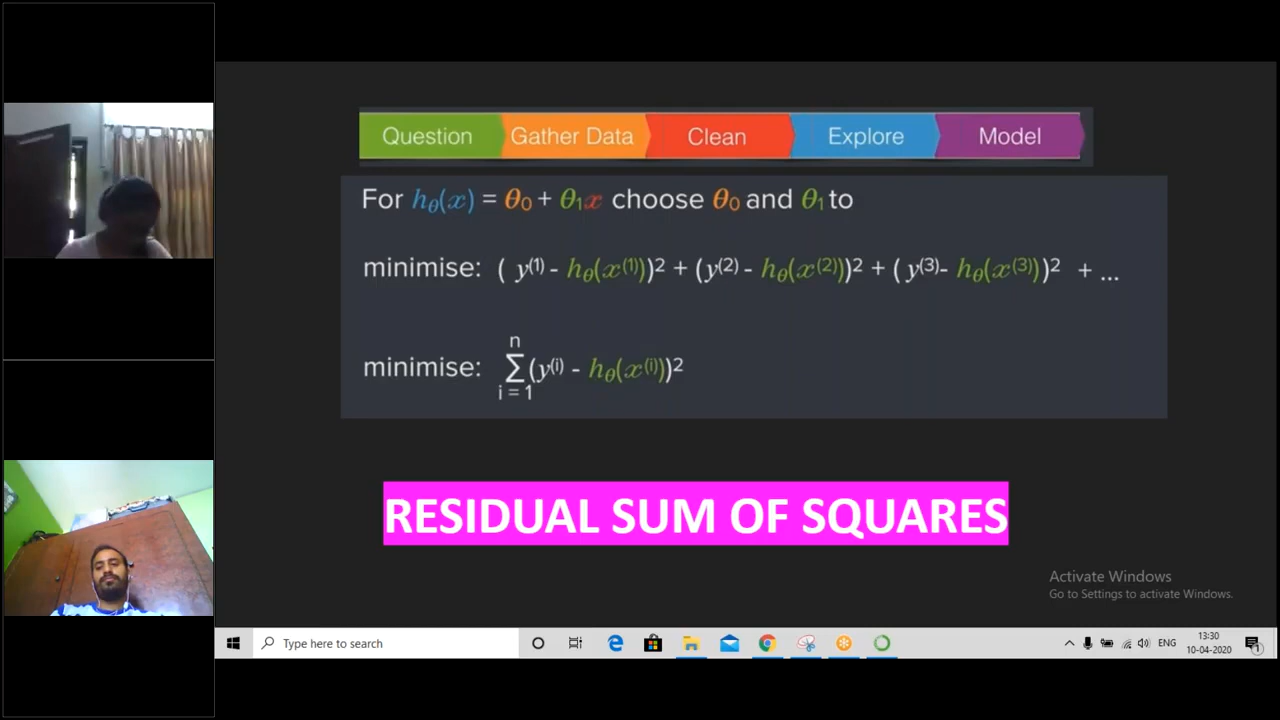 Question Gather Data Clean Explore Model
For hθ(x) = θ₀ + θ₁x choose θ₀ and θ₁ to
minimise: ( y⁽¹⁾ - hθ(x⁽¹⁾))² + (y⁽²⁾ - hθ(x⁽²⁾))² + ( y⁽³⁾- hθ(x⁽³⁾))² + ...
n
minimise: ∑(y⁽ⁱ⁾ - hθ(x⁽ⁱ⁾))²
i = 1
RESIDUAL SUM OF SQUARES
Activate Windows
Go to Settings to activate Windows.
Type here to search
ENG
13:30
10-04-2020
1